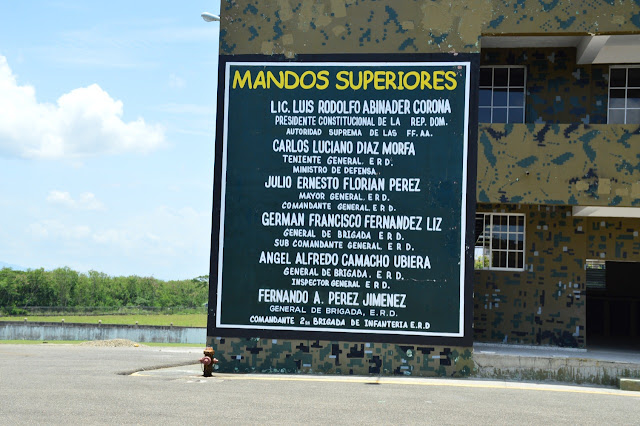 MANDOS SUPERIORES
LIC. LUIS RODOLFO ABINADER CORONA
PRESIDENTE CONSTITUCIONAL DE LA REP. DOM.
AUTORIDAD SUPREMA DE LAS FF. AA.
CARLOS LUCIANO DIAZ MORFA
TENIENTE GENERAL. E.R.D.
MINISTRO DE DEFENSA.
JULIO ERNESTO FLORIAN PEREZ
MAYOR GENERAL. E.R.D.
COMANDANTE GENERAL. E.R.D.
GERMAN FRANCISCO FERNANDEZ LIZ
GENERAL DE BRIGADA E.R.D.
SUB COMANDANTE GENERAL. E.R.D.
ANGEL ALFREDO CAMACHO UBIERA
GENERAL DE BRIGADA. E.R.D.
INSPECTOR GENERAL E.R.D.
FERNANDO A. PEREZ JIMENEZ
GENERAL DE BRIGADA. E.R.D.
COMANDANTE 2da BRIGADA DE INFANTERIA E.R.D